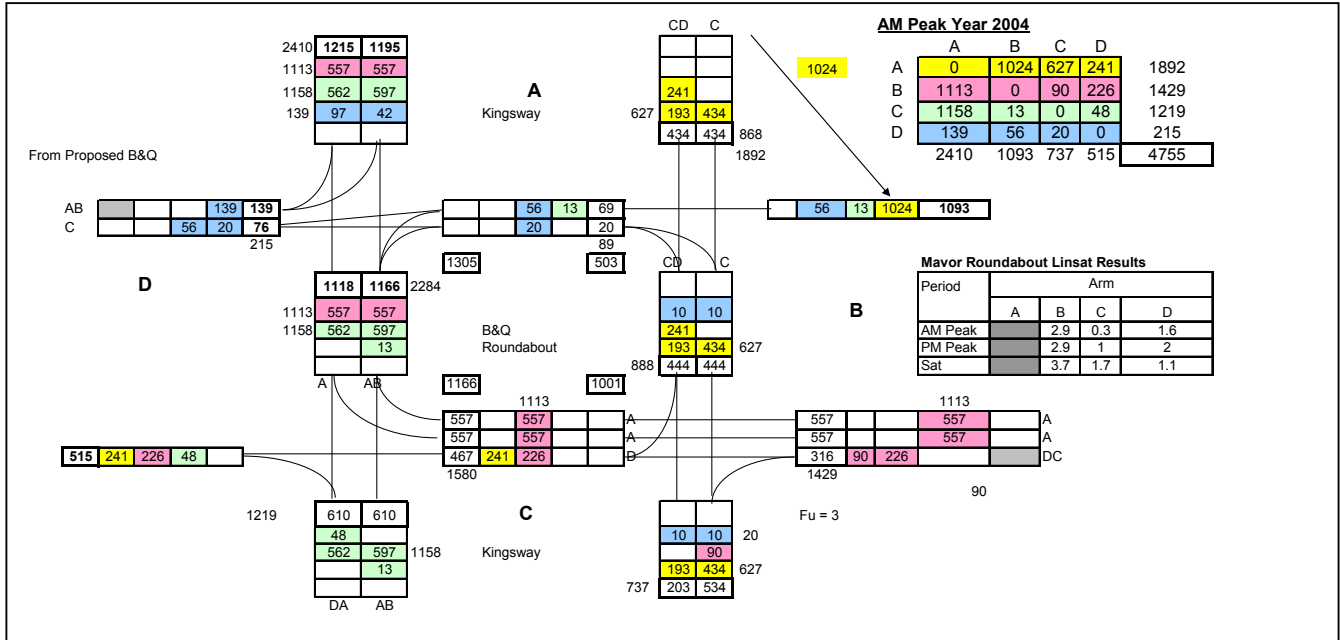 AM Peak Year 2004
CD C
A B C D
2410 1215 1195
1113 557 557
1158 562 597
139 97 42
A
Kingsway
241
627 193 434
434 434 868
1892
1024
A 0 1024 627 241 1892
B 1113 0 90 226 1429
C 1158 13 0 48 1219
D 139 56 20 0 215
2410 1093 737 515 4755
From Proposed B&Q
AB 139 139
C 56 20 76
215
56 13 69
20 20
89
56 13 1024 1093
1305 503
CD C
D
1118 1166 2284
1113 557 557
1158 562 597
13
A AB
B&Q
Roundabout
10 10
241
193 434 627
888 444 444
B
Mavor Roundabout Linsat Results
Period Arm
A B C D
AM Peak 2.9 0.3 1.6
PM Peak 2.9 1 2
Sat 3.7 1.7 1.1
1166 1001
1113
557 557 A
557 557 A
467 241 226 D
1580
1113
557 557 A
557 557 A
316 90 226 DC
1429
90
515 241 226 48
1219 610 610
48
562 597 1158
13
DA AB
C
Kingsway
10 10 20
90
193 434 627
737 203 534
Fu = 3